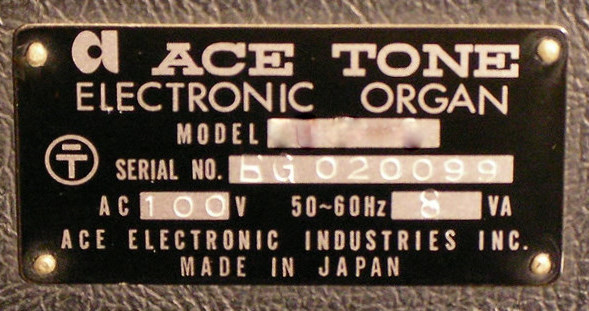 a ACE TONE
ELECTRONIC ORGAN
MODEL
SERIAL NO. 020099
AC 100 V 50~60Hz 8 VA
ACE ELECTRONIC INDUSTRIES INC.
MADE IN JAPAN